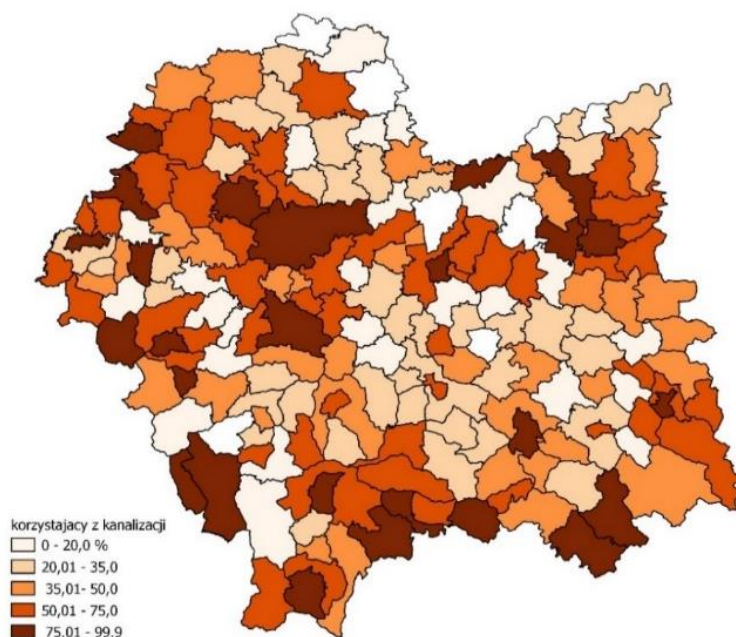 korzystajacy z kanalizacji
0 - 20,0 %
20,01 - 35,0
35,01- 50,0
50,01 - 75,0
75,01 - 99,9